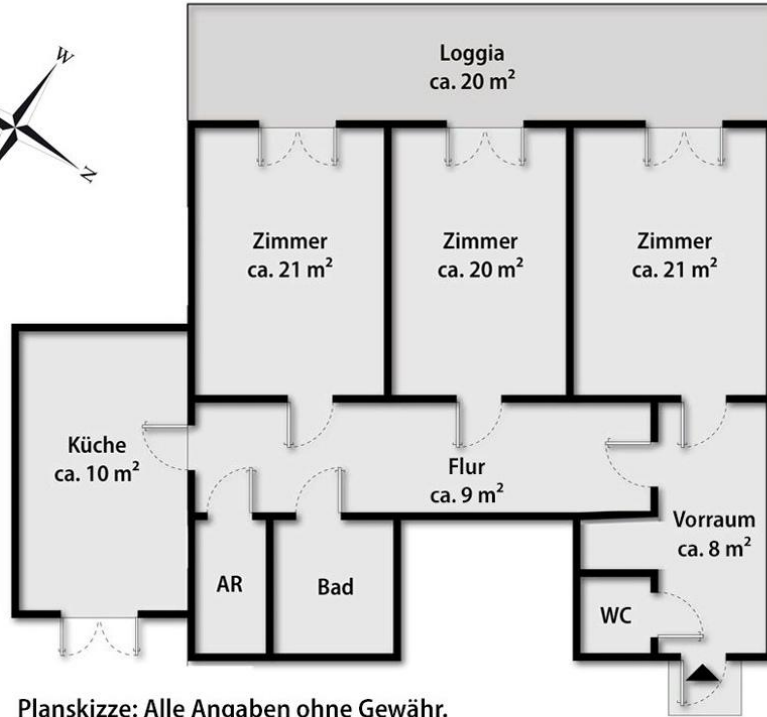 Loggia
ca. 20 m²
W
N
Zimmer
ca. 21 m²
Zimmer
ca. 20 m²
Zimmer
ca. 21 m²
Küche
ca. 10 m²
Flur
ca. 9 m²
Vorraum
ca. 8 m²
AR
Bad
WC
Planskizze: Alle Angaben ohne Gewähr.